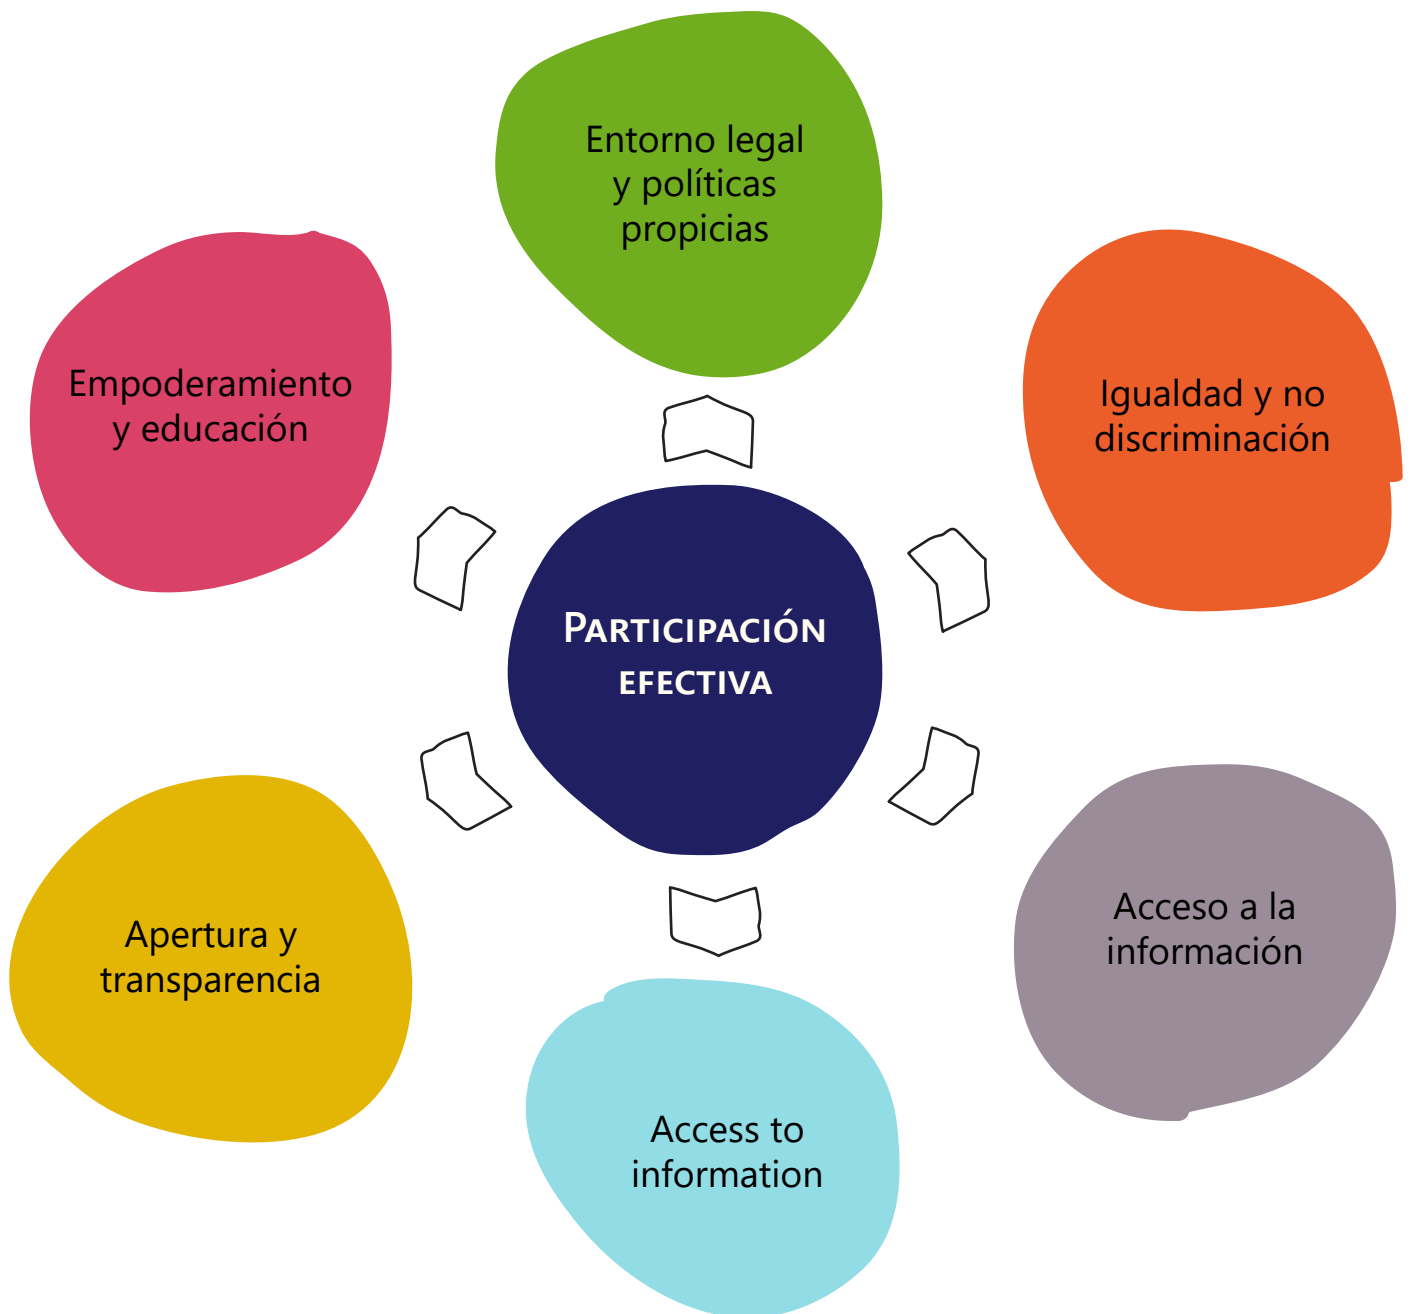 Entorno legal
y políticas
propicias
Empoderamiento
y educación
Igualdad y no
discriminación
PARTICIPACIÓN
EFECTIVA
Apertura y
transparencia
Acceso a la
información
Access to
information